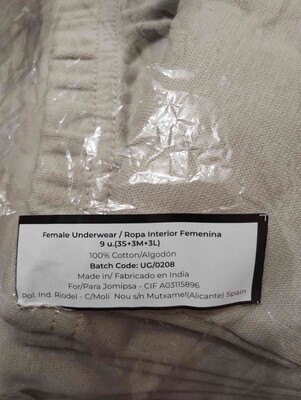 Female Underwear / Ropa Interior Femenina
9 u.(3S+3M+3L)
100% Cotton/Algodón
Batch Code: UG/0208
Made in/ Fabricado en India
For/Para Jomipsa - CIF A03115896
Pol. Ind. Riodel - C/Molí Nou s/n Mutxamel(Alicante) Spain